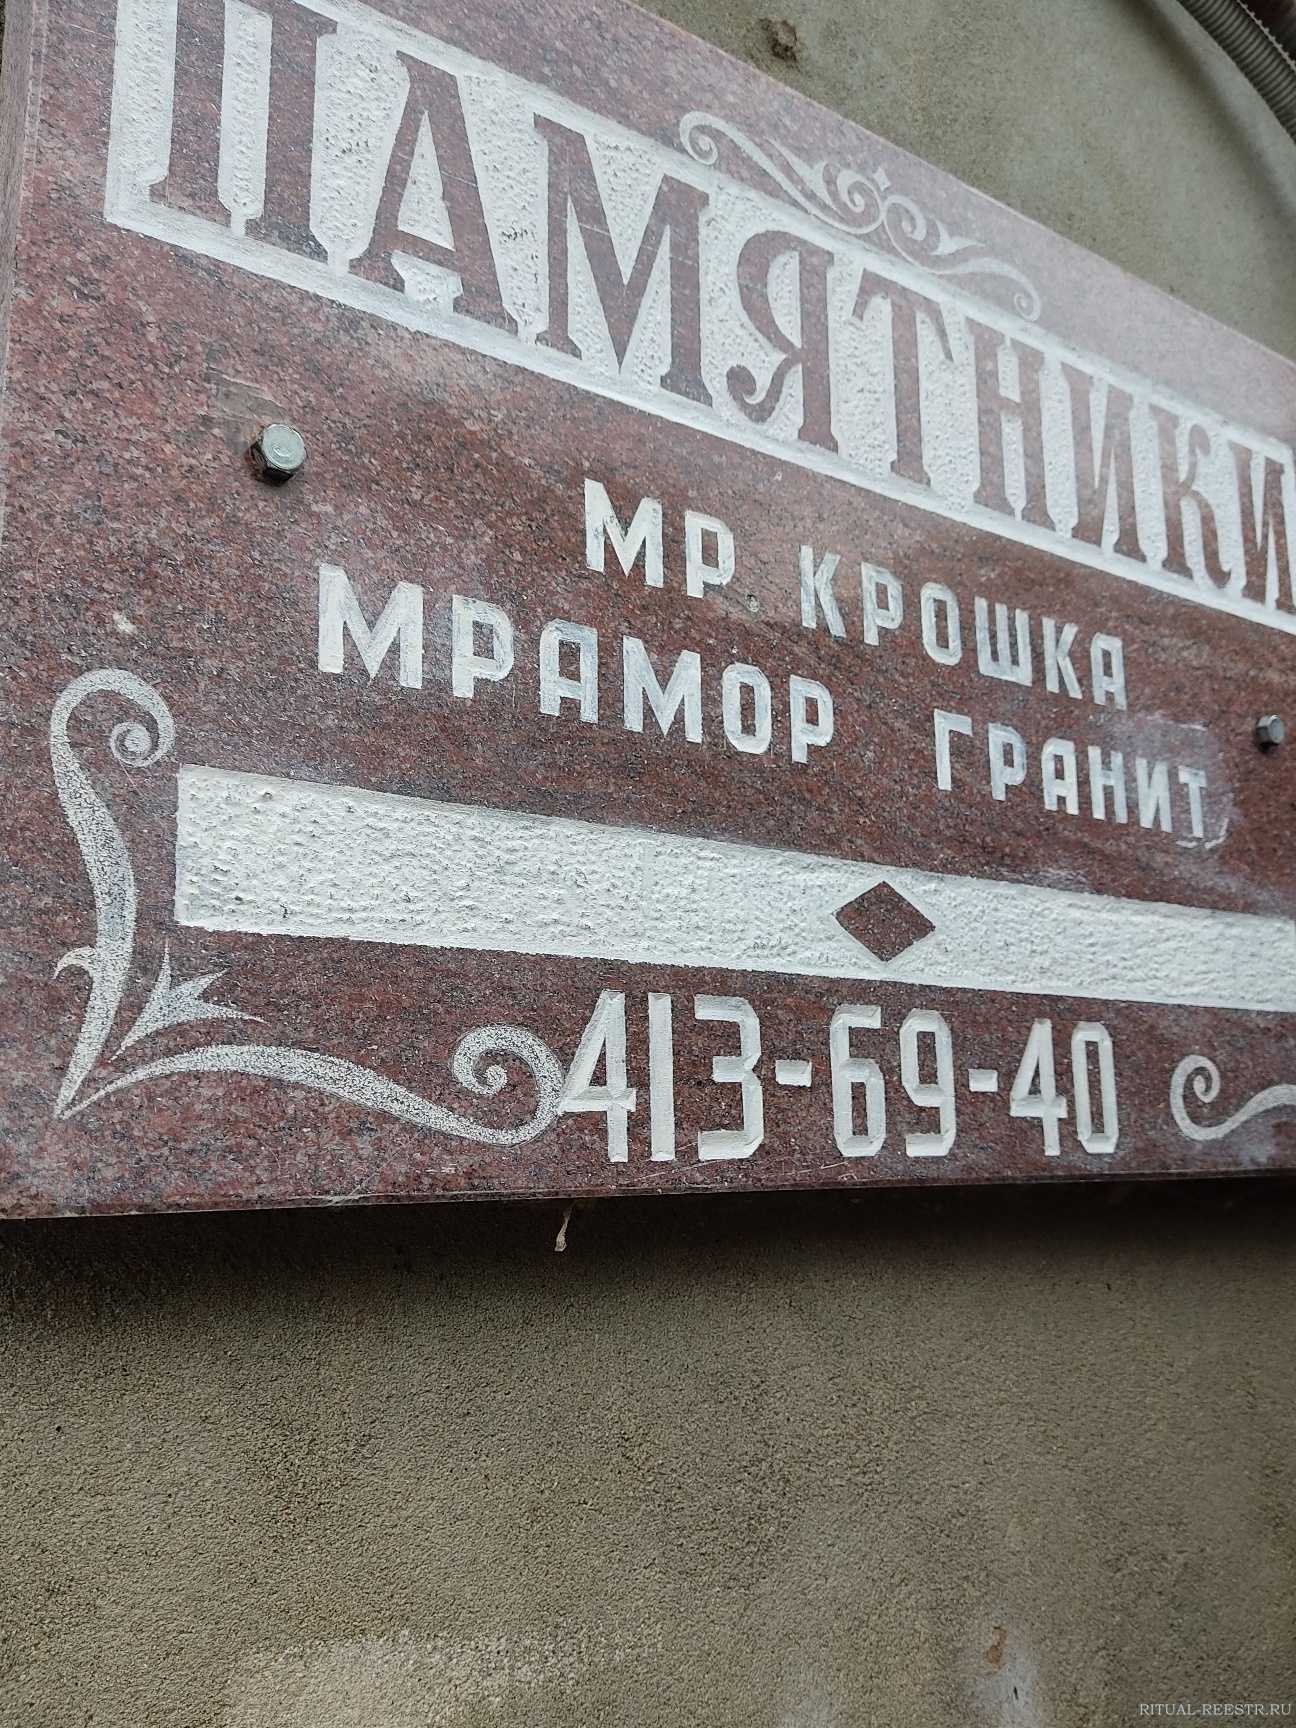 ПАМЯТНИКИ
МР. КРОШКА
МРАМОР ГРАНИТ
413-69-40
RITUAL-REESTR.RU